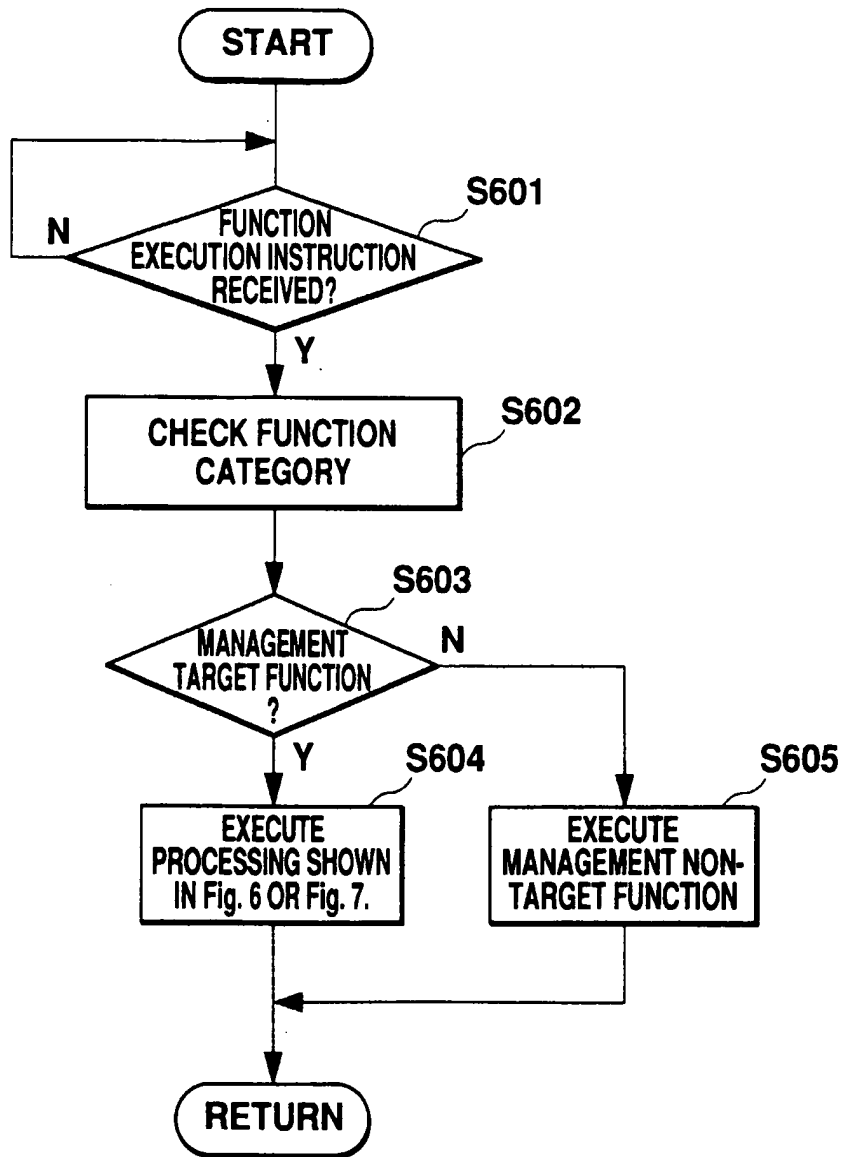 START
S601
N
FUNCTION
EXECUTION INSTRUCTION
RECEIVED?
Y
S602
CHECK FUNCTION
CATEGORY
S603
MANAGEMENT
TARGET FUNCTION
?
N
Y
S604
EXECUTE
PROCESSING SHOWN
IN Fig. 6 OR Fig. 7.
S605
EXECUTE
MANAGEMENT NON-
TARGET FUNCTION
RETURN